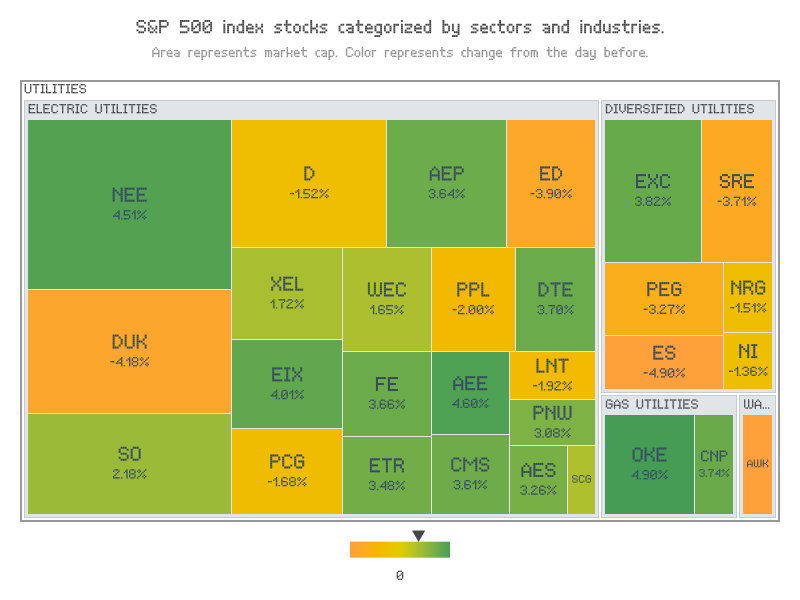 S&P 500 index stocks categorized by sectors and industries.
Area represents market cap. Color represents change from the day before.
UTILITIES
ELECTRIC UTILITIES
NEE
4.51%
DUK
-4.18%
SO
2.18%
D
-1.52%
AEP
3.64%
ED
-3.90%
XEL
1.72%
EIX
4.01%
PCG
-1.68%
WEC
1.65%
PPL
-2.00%
DTE
3.70%
FE
3.66%
ETR
3.48%
AEE
4.60%
CMS
3.61%
LNT
-1.92%
PNW
3.08%
AES
3.26%
SCG
DIVERSIFIED UTILITIES
EXC
3.82%
SRE
-3.71%
PEG
-3.27%
ES
-4.90%
NRG
-1.51%
NI
-1.36%
GAS UTILITIES
OKE
4.90%
CNP
3.74%
WA...
AWK
0